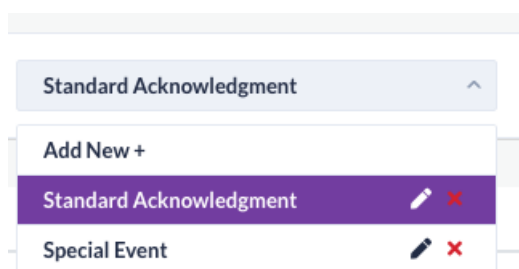 Standard Acknowledgment
Add New +
Standard Acknowledgment
Special Event